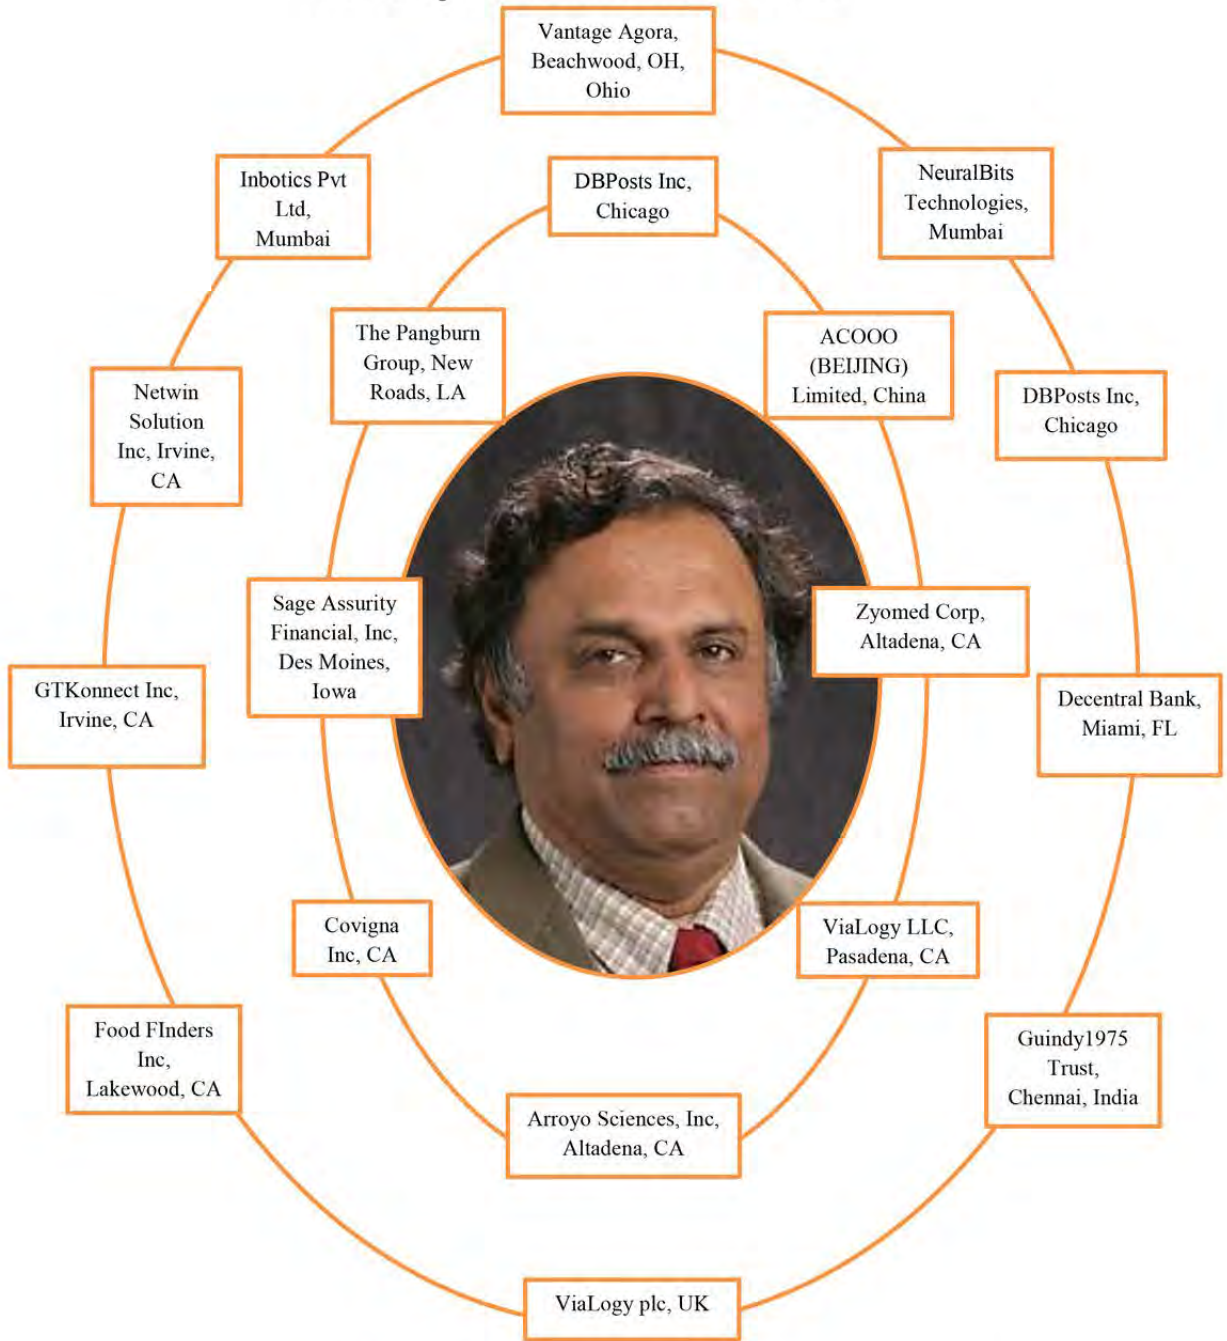 Vantage Agora,
Beachwood, OH,
Ohio
Inbotics Pvt
Ltd,
Mumbai
DBPosts Inc,
Chicago
NeuralBits
Technologies,
Mumbai
The Pangburn
Group, New
Roads, LA
ACOOO
(BEIJING)
Limited, China
Netwin
Solution
Inc, Irvine,
CA
DBPosts Inc,
Chicago
Sage Assurity
Financial, Inc,
Des Moines,
Iowa
Zyomed Corp,
Altadena, CA
GTKonnect Inc,
Irvine, CA
Decentral Bank,
Miami, FL
Covigna
Inc, CA
ViaLogy LLC,
Pasadena, CA
Food FInders
Inc,
Lakewood, CA
Guindy1975
Trust,
Chennai, India
Arroyo Sciences, Inc,
Altadena, CA
ViaLogy plc, UK